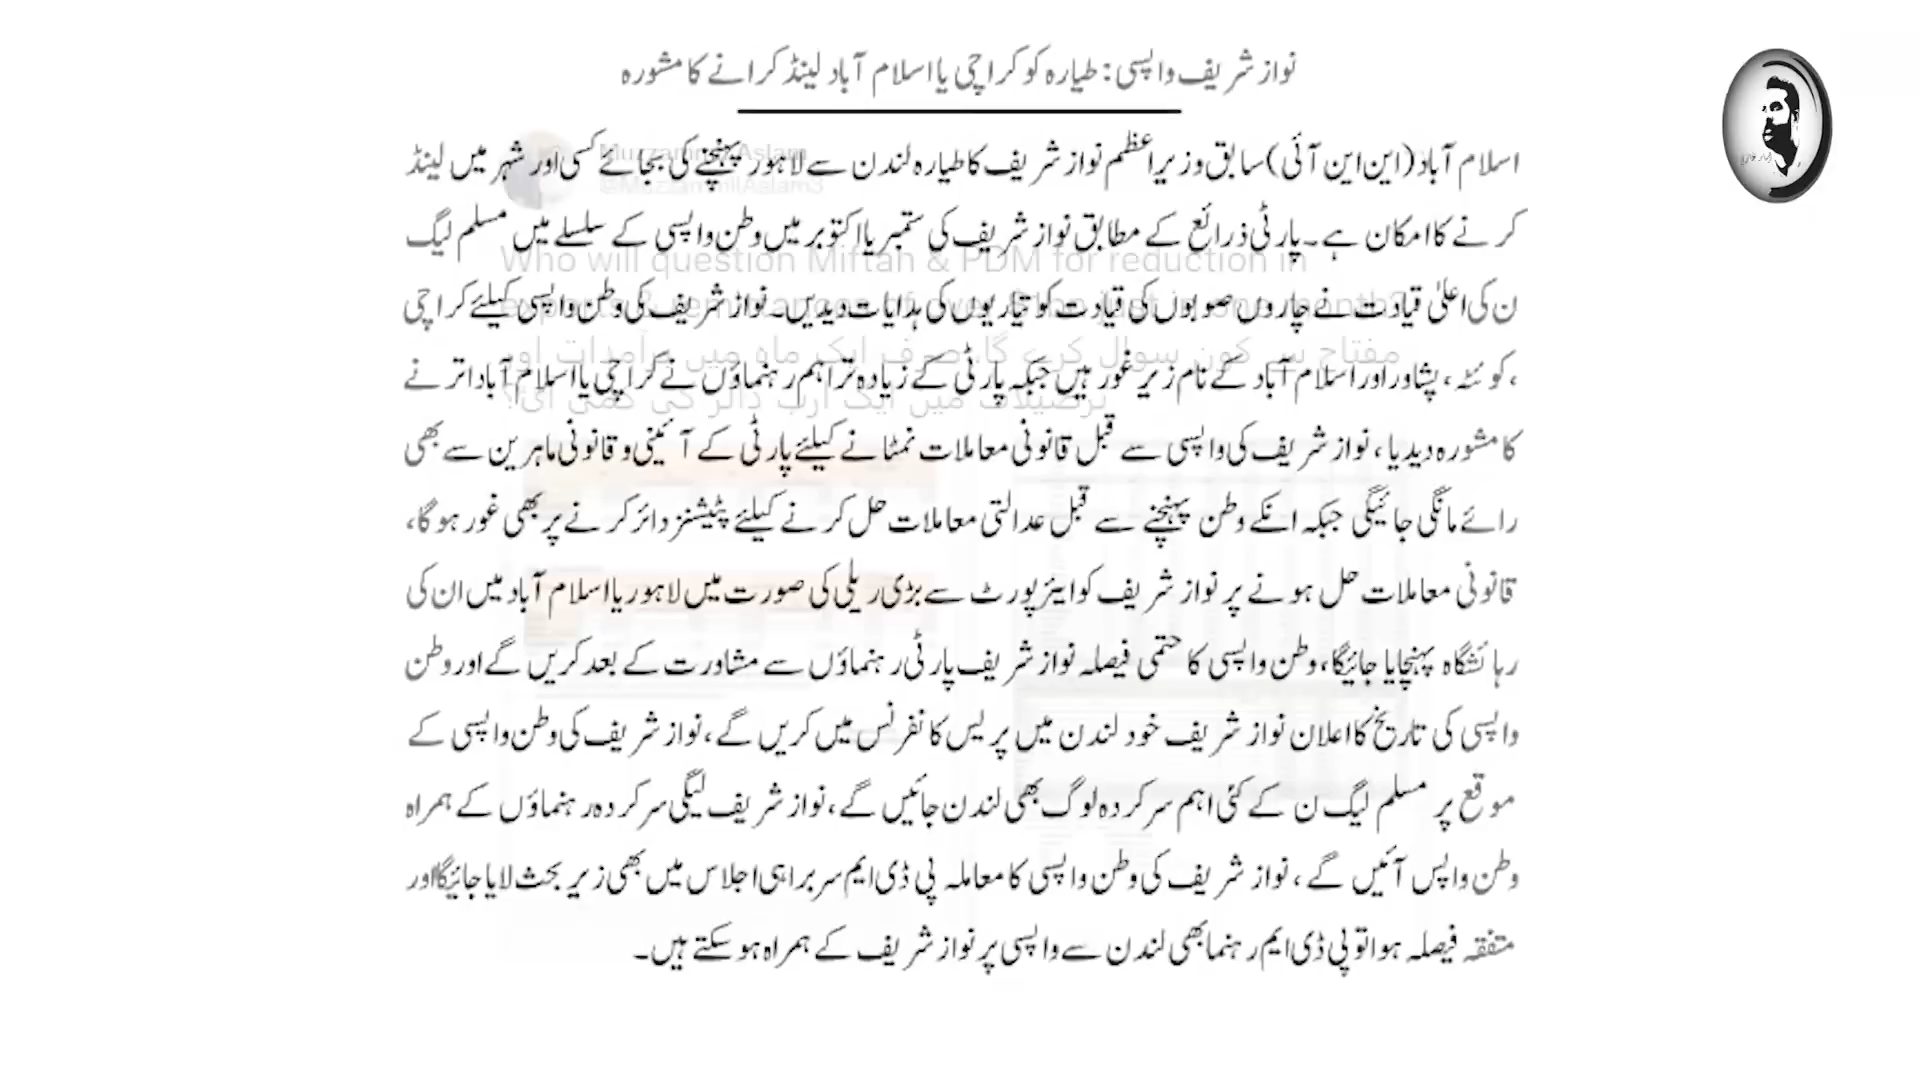 نواز شریف واپسی: طیارہ کو کراچی یا اسلام آباد لینڈ کرانے کا مشورہ
اسلام آباد (این این آئی) سابق وزیراعظم نواز شریف کا طیارہ لندن سے لاہور پہنچنے کی بجائے کسی اور شہر میں لینڈ
کرنے کا امکان ہے۔ پارٹی ذرائع کے مطابق نواز شریف کی ستمبر یا اکتوبر میں وطن واپسی کے سلسلے میں مسلم لیگ
ن کی اعلیٰ قیادت نے چاروں صوبوں کی قیادت کو تیاریوں کی ہدایات دیدیں۔ نواز شریف کی وطن واپسی کیلئے کراچی
،کوئٹہ، پشاور اور اسلام آباد کے نام زیر غور ہیں جبکہ پارٹی کے زیادہ تر اہم رہنماؤں نے کراچی یا اسلام آباد اترنے
کا مشورہ دیدیا، نواز شریف کی واپسی سے قبل قانونی معاملات نمٹانے کیلئے پارٹی کے آئینی و قانونی ماہرین سے بھی
رائے مانگی جائیگی جبکہ انکے وطن پہنچنے سے قبل عدالتی معاملات حل کرنے کیلئے پٹیشنز دائر کرنے پر بھی غور ہوگا،
قانونی معاملات حل ہونے پر نواز شریف کو ایئرپورٹ سے بڑی ریلی کی صورت میں لاہور یا اسلام آباد میں ان کی
رہائشگاہ پہنچایا جائیگا، وطن واپسی کا حتمی فیصلہ نواز شریف پارٹی رہنماؤں سے مشاورت کے بعد کریں گے اور وطن
واپسی کی تاریخ کا اعلان نواز شریف خود لندن میں پریس کانفرنس میں کریں گے، نواز شریف کی وطن واپسی کے
موقع پر مسلم لیگ ن کے کئی اہم سرکردہ لوگ بھی لندن جائیں گے، نواز شریف لیگی سرکردہ رہنماؤں کے ہمراہ
وطن واپس آئیں گے، نواز شریف کی وطن واپسی کا معاملہ پی ڈی ایم سربراہی اجلاس میں بھی زیر بحث لایا جائیگا اور
متفقہ فیصلہ ہوا تو پی ڈی ایم رہنما بھی لندن سے واپسی پر نواز شریف کے ہمراہ ہو سکتے ہیں۔
Muzzammil Aslam
@MuzzammilAslam3
Who will question Miftah & PDM for reduction in